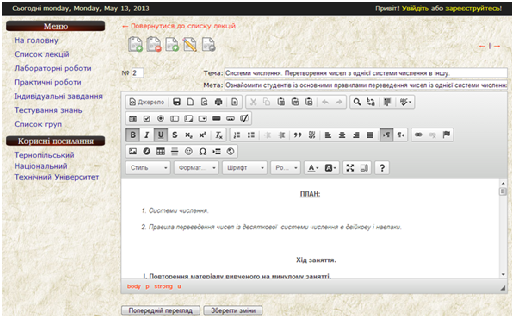 Сьогодні monday, Monday, May 13, 2013
Привіт! Увійдіть або зареєструйтесь!
Меню
На головну
Список лекцій
Лабораторні роботи
Практичні роботи
Індивідуальні завдання
Тестування знань
Список груп
Корисні посилання
Тернопільський
Національний
Технічний Університет
← Завернутися до списку лекцій
← 1 →
№ 2
Тема: Системи числення. Перетворення чисел з однієї системи числення в іншу.
Мета: Ознайомити студентів із основними правилами переведення чисел із однієї системи числення
Джерело
Стиль
Формат...
Шрифт
Ро...
ПЛАН:
1. Системи числення.
2. Правила переведення чисел із десяткової системи числення в двійкову і навпаки.
Хід заняття.
І. Повторення матеріалу вивченого на минулому занятті.
body p strong u
Попередній перегляд
Зберегти зміни